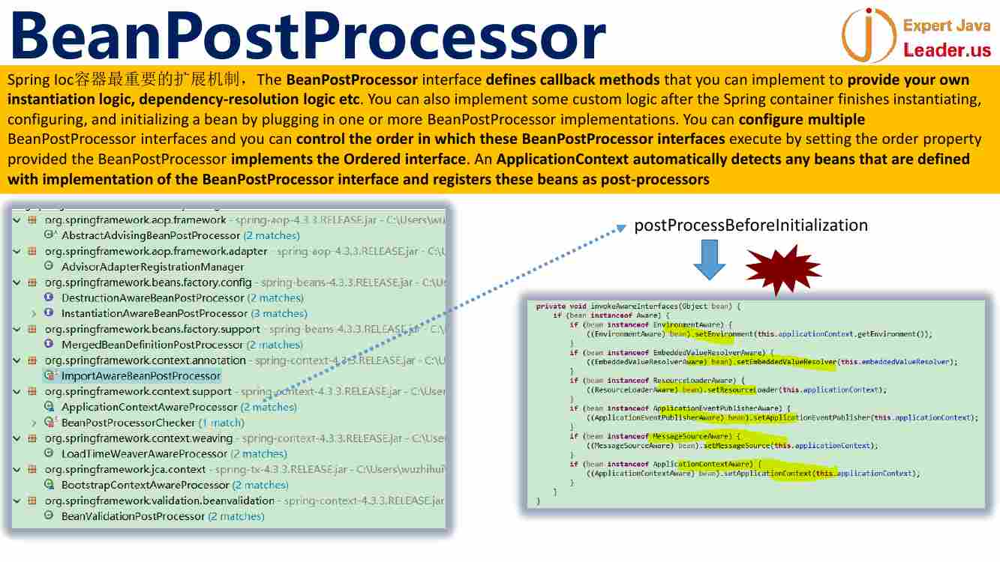 BeanPostProcessor
Expert Java
Leader.us
Spring Ioc容器最重要的扩展机制，The BeanPostProcessor interface defines callback methods that you can implement to provide your own
instantiation logic, dependency-resolution logic etc. You can also implement some custom logic after the Spring container finishes instantiating,
configuring, and initializing a bean by plugging in one or more BeanPostProcessor implementations. You can configure multiple
BeanPostProcessor interfaces and you can control the order in which these BeanPostProcessor interfaces execute by setting the order property
provided the BeanPostProcessor implements the Ordered interface. An ApplicationContext automatically detects any beans that are defined
with implementation of the BeanPostProcessor interface and registers these beans as post-processors
org.springframework.aop.framework - spring-aop-4.3.3.RELEASE.jar - C:\Users\wu
AbstractAdvisingBeanPostProcessor (2 matches)
org.springframework.aop.framework.adapter - spring-aop-4.3.3.RELEASE.jar - C:\U
AdvisorAdapterRegistrationManager
org.springframework.beans.factory.config - spring-beans-4.3.3.RELEASE.jar - C:\Us
DestructionAwareBeanPostProcessor (2 matches)
InstantiationAwareBeanPostProcessor (3 matches)
org.springframework.beans.factory.support - spring-beans-4.3.3.RELEASE.jar - C:\
MergedBeanDefinitionPostProcessor (2 matches)
org.springframework.context.annotation - spring-context-4.3.3.RELEASE.jar - C:\U
ImportAwareBeanPostProcessor
org.springframework.context.support - spring-context-4.3.3.RELEASE.jar - C:\User
ApplicationContextAwareProcessor (2 matches)
BeanPostProcessorChecker (1 match)
org.springframework.context.weaving - spring-context-4.3.3.RELEASE.jar - C:\Use
LoadTimeWeaverAwareProcessor (2 matches)
org.springframework.jca.context - spring-tx-4.3.3.RELEASE.jar - C:\Users\wuzhihui\
BootstrapContextAwareProcessor (2 matches)
org.springframework.validation.beanvalidation - spring-context-4.3.3.RELEASE.jar
BeanValidationPostProcessor (2 matches)
postProcessBeforeInitialization
private void invokeAwareInterfaces(Object bean) {
if (bean instanceof Aware) {
if (bean instanceof EnvironmentAware) {
((EnvironmentAware) bean).setEnvironment(this.applicationContext.getEnvironment());
}
if (bean instanceof EmbeddedValueResolverAware) {
((EmbeddedValueResolverAware) bean).setEmbeddedValueResolver(this.embeddedValueResolver);
}
if (bean instanceof ResourceLoaderAware) {
((ResourceLoaderAware) bean).setResourceLoader(this.applicationContext);
}
if (bean instanceof ApplicationEventPublisherAware) {
((ApplicationEventPublisherAware) bean).setApplicationEventPublisher(this.applicationContext);
}
if (bean instanceof MessageSourceAware) {
((MessageSourceAware) bean).setMessageSource(this.applicationContext);
}
if (bean instanceof ApplicationContextAware) {
((ApplicationContextAware) bean).setApplicationContext(this.applicationContext);
}
}
}